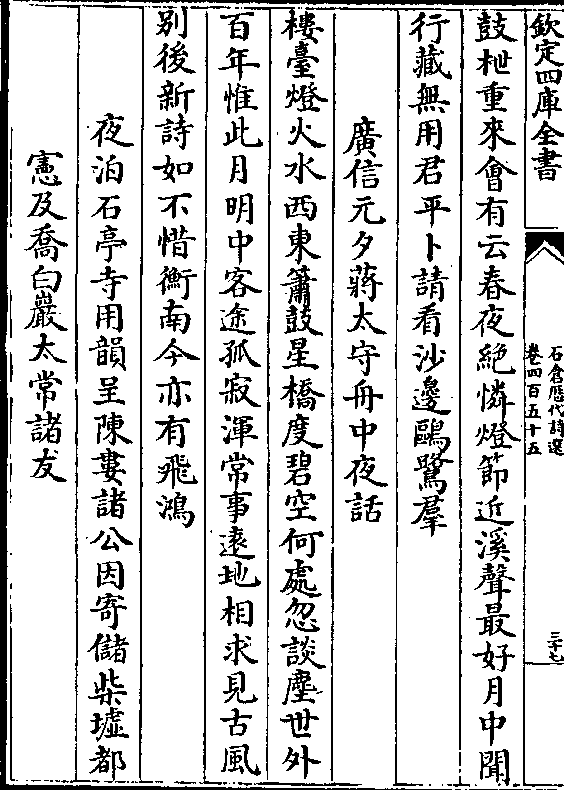 欽定四庫全書
石倉歷代詩選
卷四百五十五
三十七
鼓枻重來會有云春夜絶憐燈節近溪聲最好月中聞
行藏無用君平卜請看沙邊鷗鷺羣
廣信元夕蔣太守舟中夜話
樓臺燈火水西東簫鼓星橋度碧空何處忽談塵世外
百年惟此月明中客途孤寂渾常事逺地相求見古風
别後新詩如不惜衡南今亦有飛鴻
夜泊石亭寺用韻呈陳婁諸公因寄儲柴墟都
憲及喬白巖太常諸友